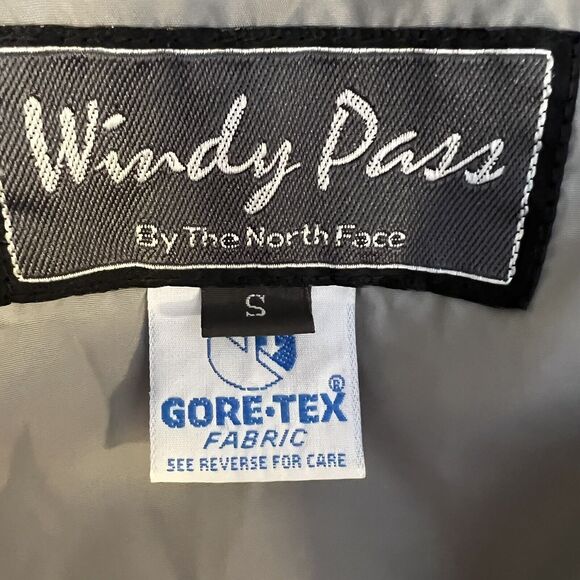 Windy Pass
By The North Face
S
GORE-TEX®
FABRIC
SEE REVERSE FOR CARE